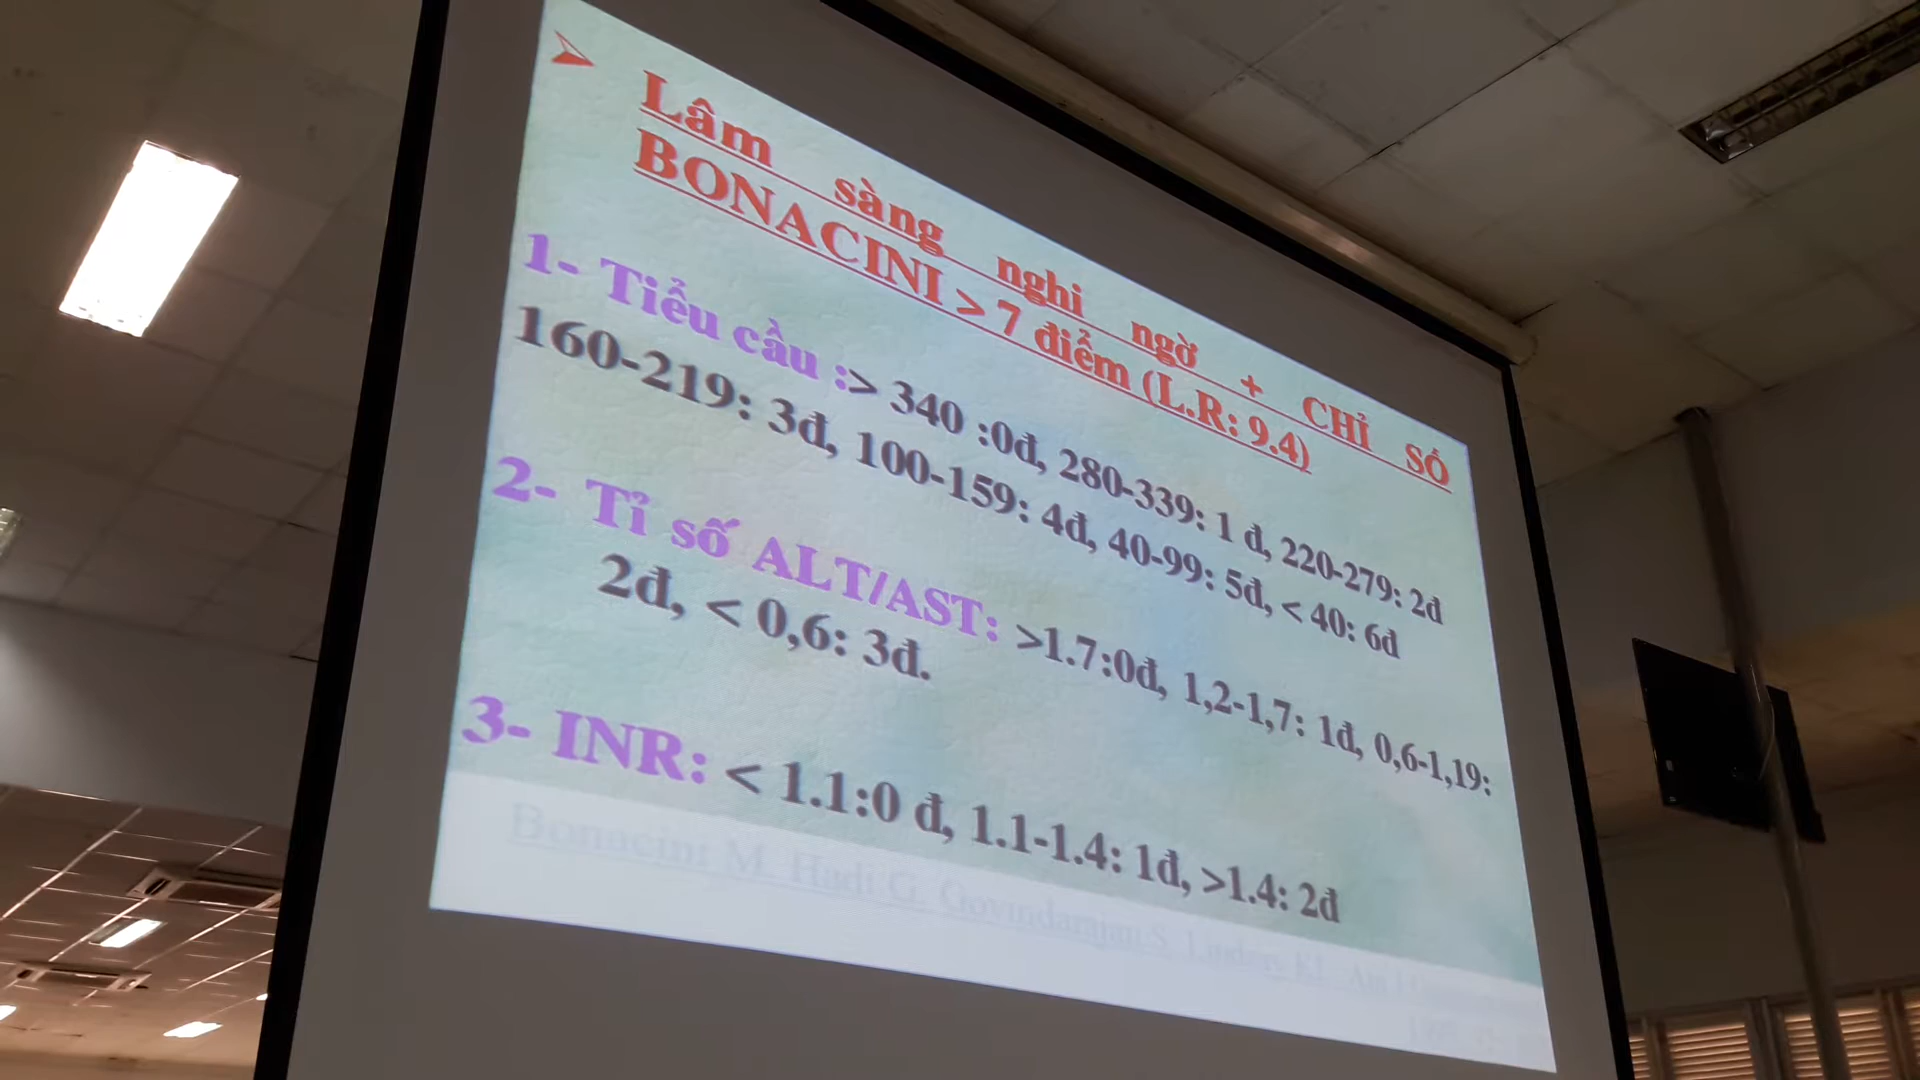 Lâm sàng nghi ngờ + CHỈ SỐ
BONACINI > 7 điểm (L.R: 9.4)
1- Tiểu cầu :> 340 :0đ, 280-339: 1 đ, 220-279: 2đ
160-219: 3đ, 100-159: 4đ, 40-99: 5đ, < 40: 6đ
2- Tỉ số ALT/AST: >1.7:0đ, 1,2-1,7: 1đ, 0,6-1,19:
2đ, < 0,6: 3đ.
3- INR: < 1.1:0 đ, 1.1-1.4: 1đ, >1.4: 2đ
Bonacini M, Hadi G, Govindarajan S,